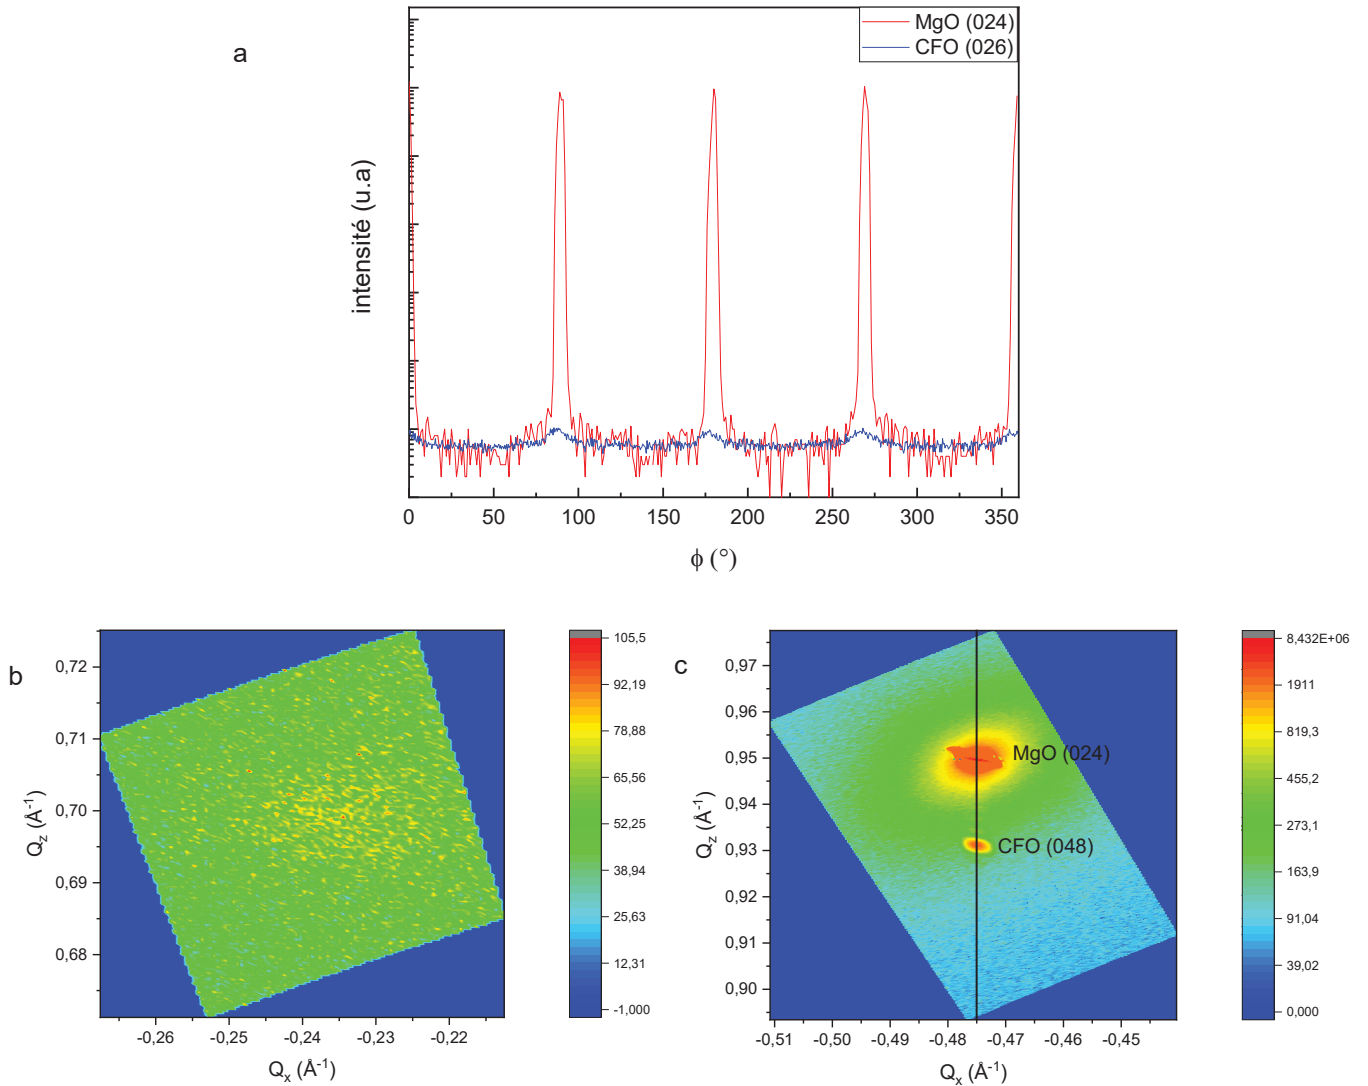 a
MgO (024)
CFO (026)
intensité (u.a)
0 50 100 150 200 250 300 350
ϕ (°)
b
0,72
0,71
0,70
0,69
0,68
Q_z (Å⁻¹)
-0,26 -0,25 -0,24 -0,23 -0,22
Q_x (Å⁻¹)
105,5
92,19
78,88
65,56
52,25
38,94
25,63
12,31
-1,000
c
0,97
0,96
0,95
0,94
0,93
0,92
0,91
0,90
Q_z (Å⁻¹)
MgO (024)
CFO (048)
-0,51 -0,50 -0,49 -0,48 -0,47 -0,46 -0,45
Q_x (Å⁻¹)
8,432E+06
1911
819,3
455,2
273,1
163,9
91,04
39,02
0,000